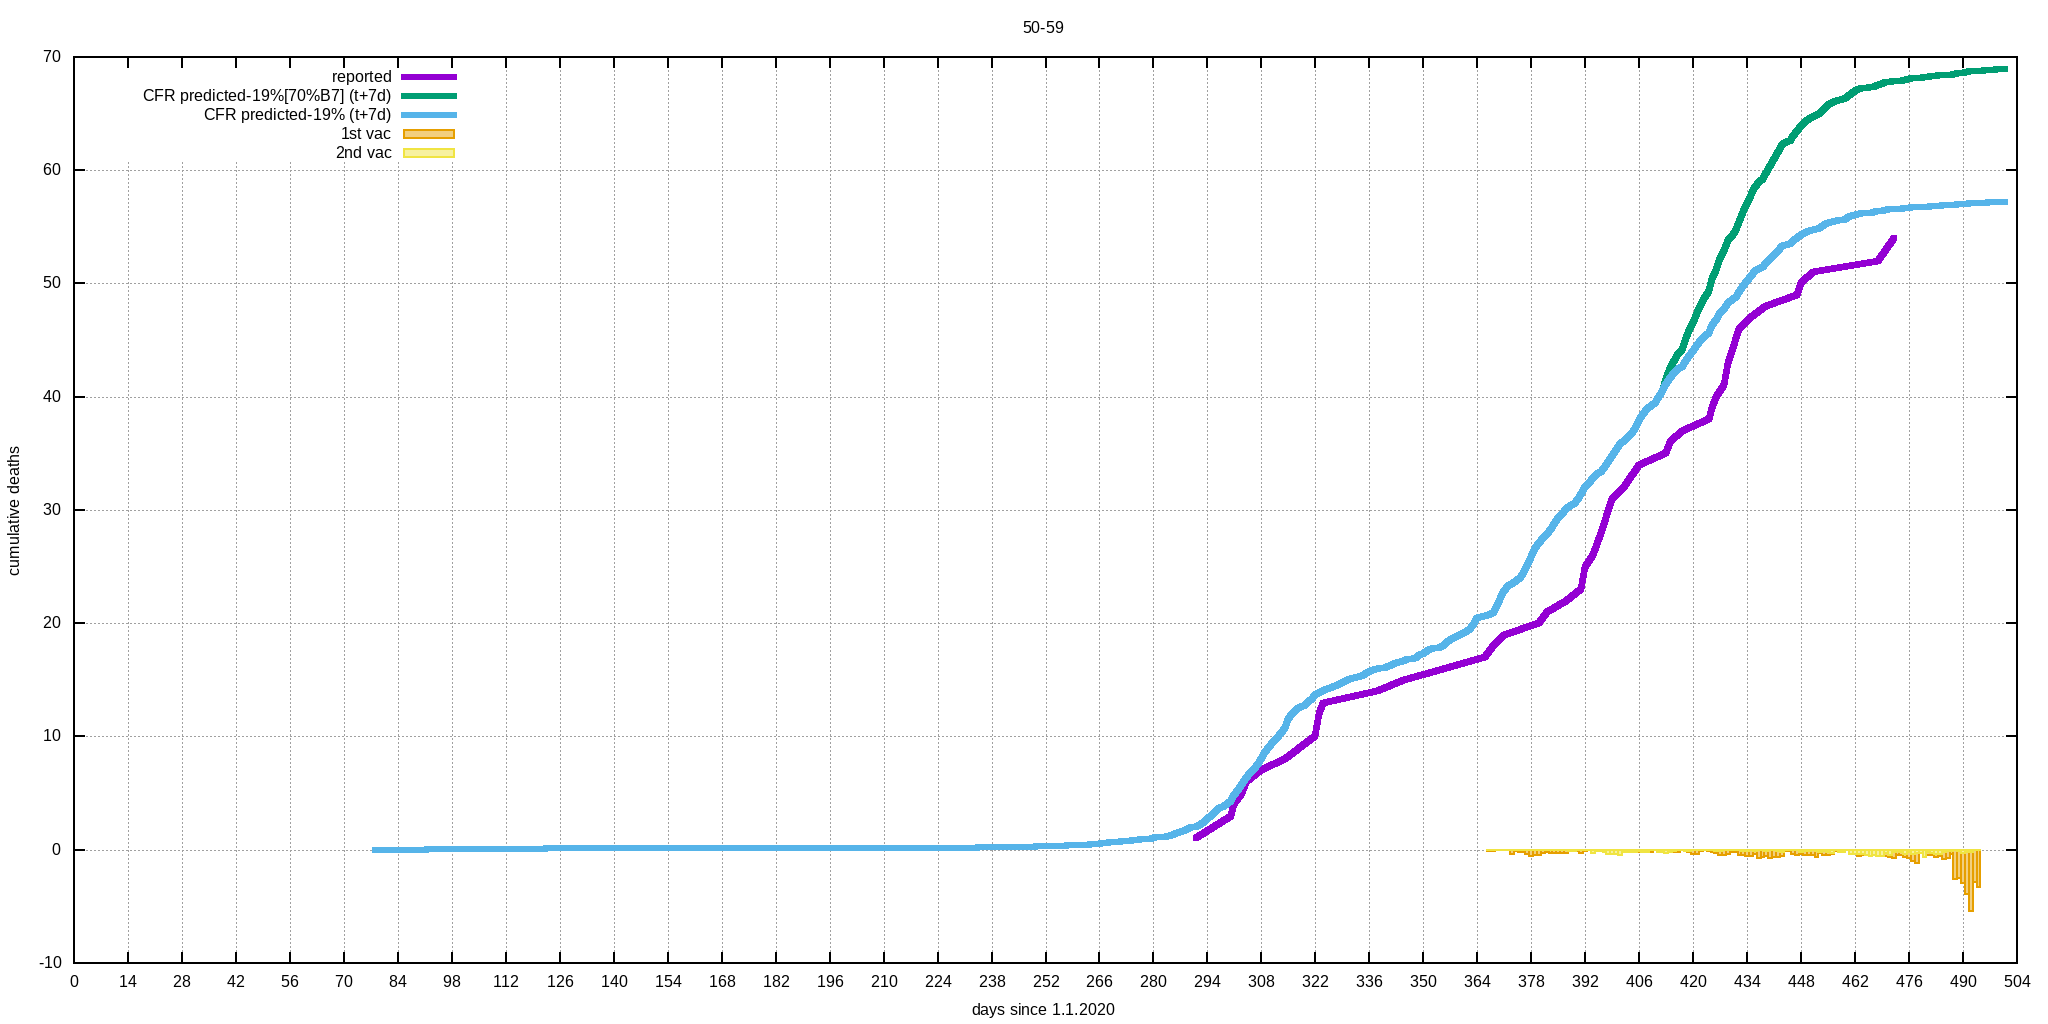 50-59
70
60
50
40
30
20
10
0
-10
cumulative deaths
reported
CFR predicted-19%[70%B7] (t+7d)
CFR predicted-19% (t+7d)
1st vac
2nd vac
0 14 28 42 56 70 84 98 112 126 140 154 168 182 196 210 224 238 252 266 280 294 308 322 336 350 364 378 392 406 420 434 448 462 476 490 504
days since 1.1.2020